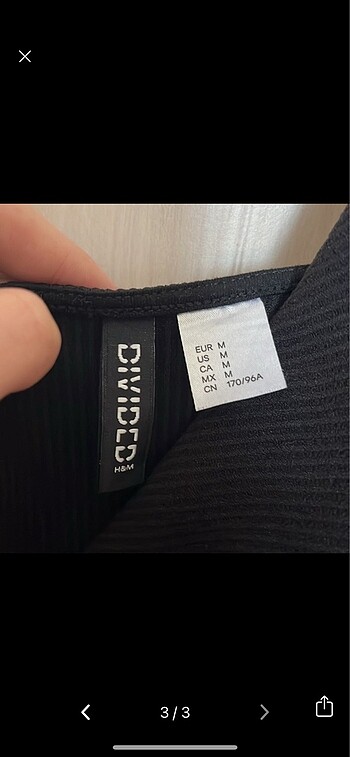 DIVIDED
H&M
EUR M
US M
CA M
MX M
CN 170/96A
3/3